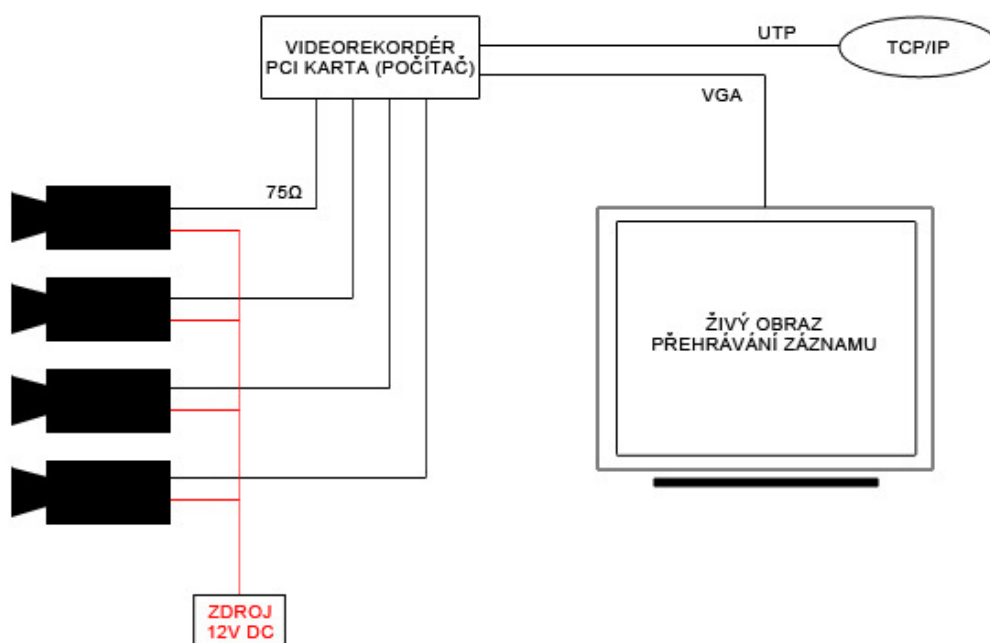 VIDEOREKORDÉR
PCI KARTA (POČÍTAČ)
UTP
TCP/IP
VGA
75Ω
ŽIVÝ OBRAZ
PŘEHRÁVÁNÍ ZÁZNAMU
ZDROJ
12V DC